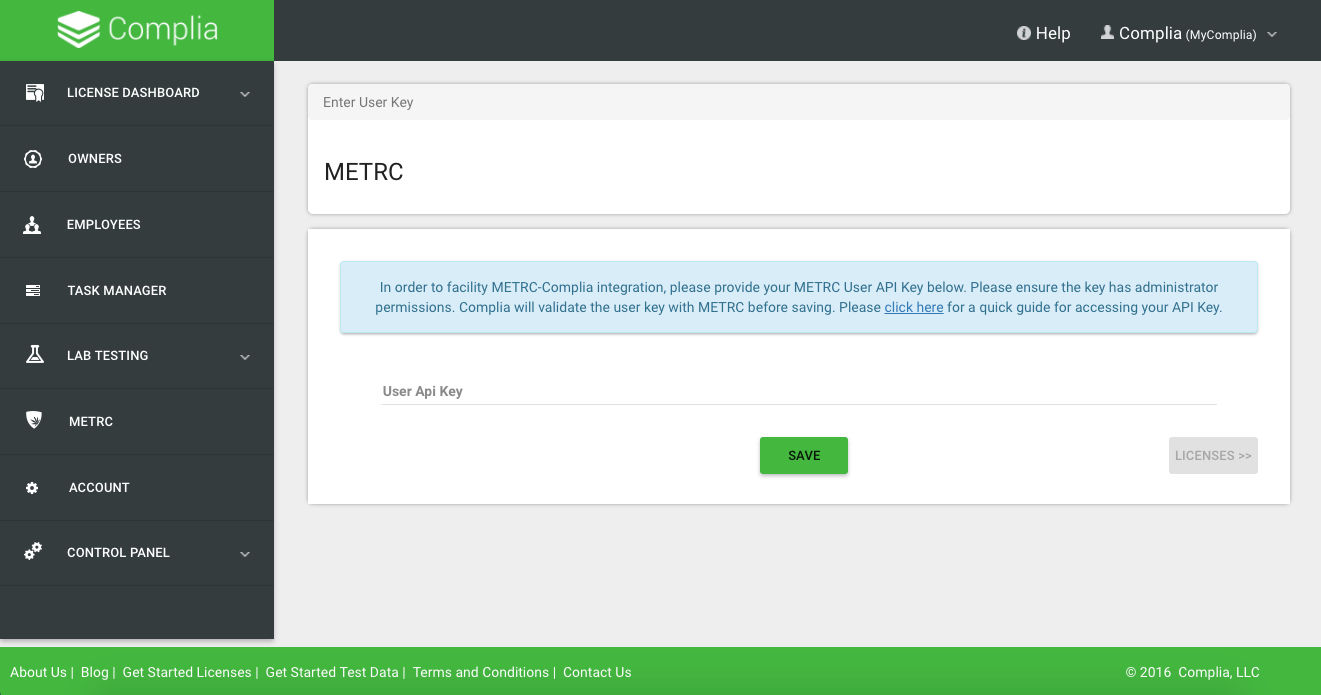 Complia
Help
Complia (MyComplia)
LICENSE DASHBOARD
OWNERS
EMPLOYEES
TASK MANAGER
LAB TESTING
METRC
ACCOUNT
CONTROL PANEL
Enter User Key
METRC
In order to facility METRC-Complia integration, please provide your METRC User API Key below. Please ensure the key has administrator
permissions. Complia will validate the user key with METRC before saving. Please click here for a quick guide for accessing your API Key.
User Api Key
SAVE
LICENSES >>
About Us | Blog | Get Started Licenses | Get Started Test Data | Terms and Conditions | Contact Us
© 2016 Complia, LLC